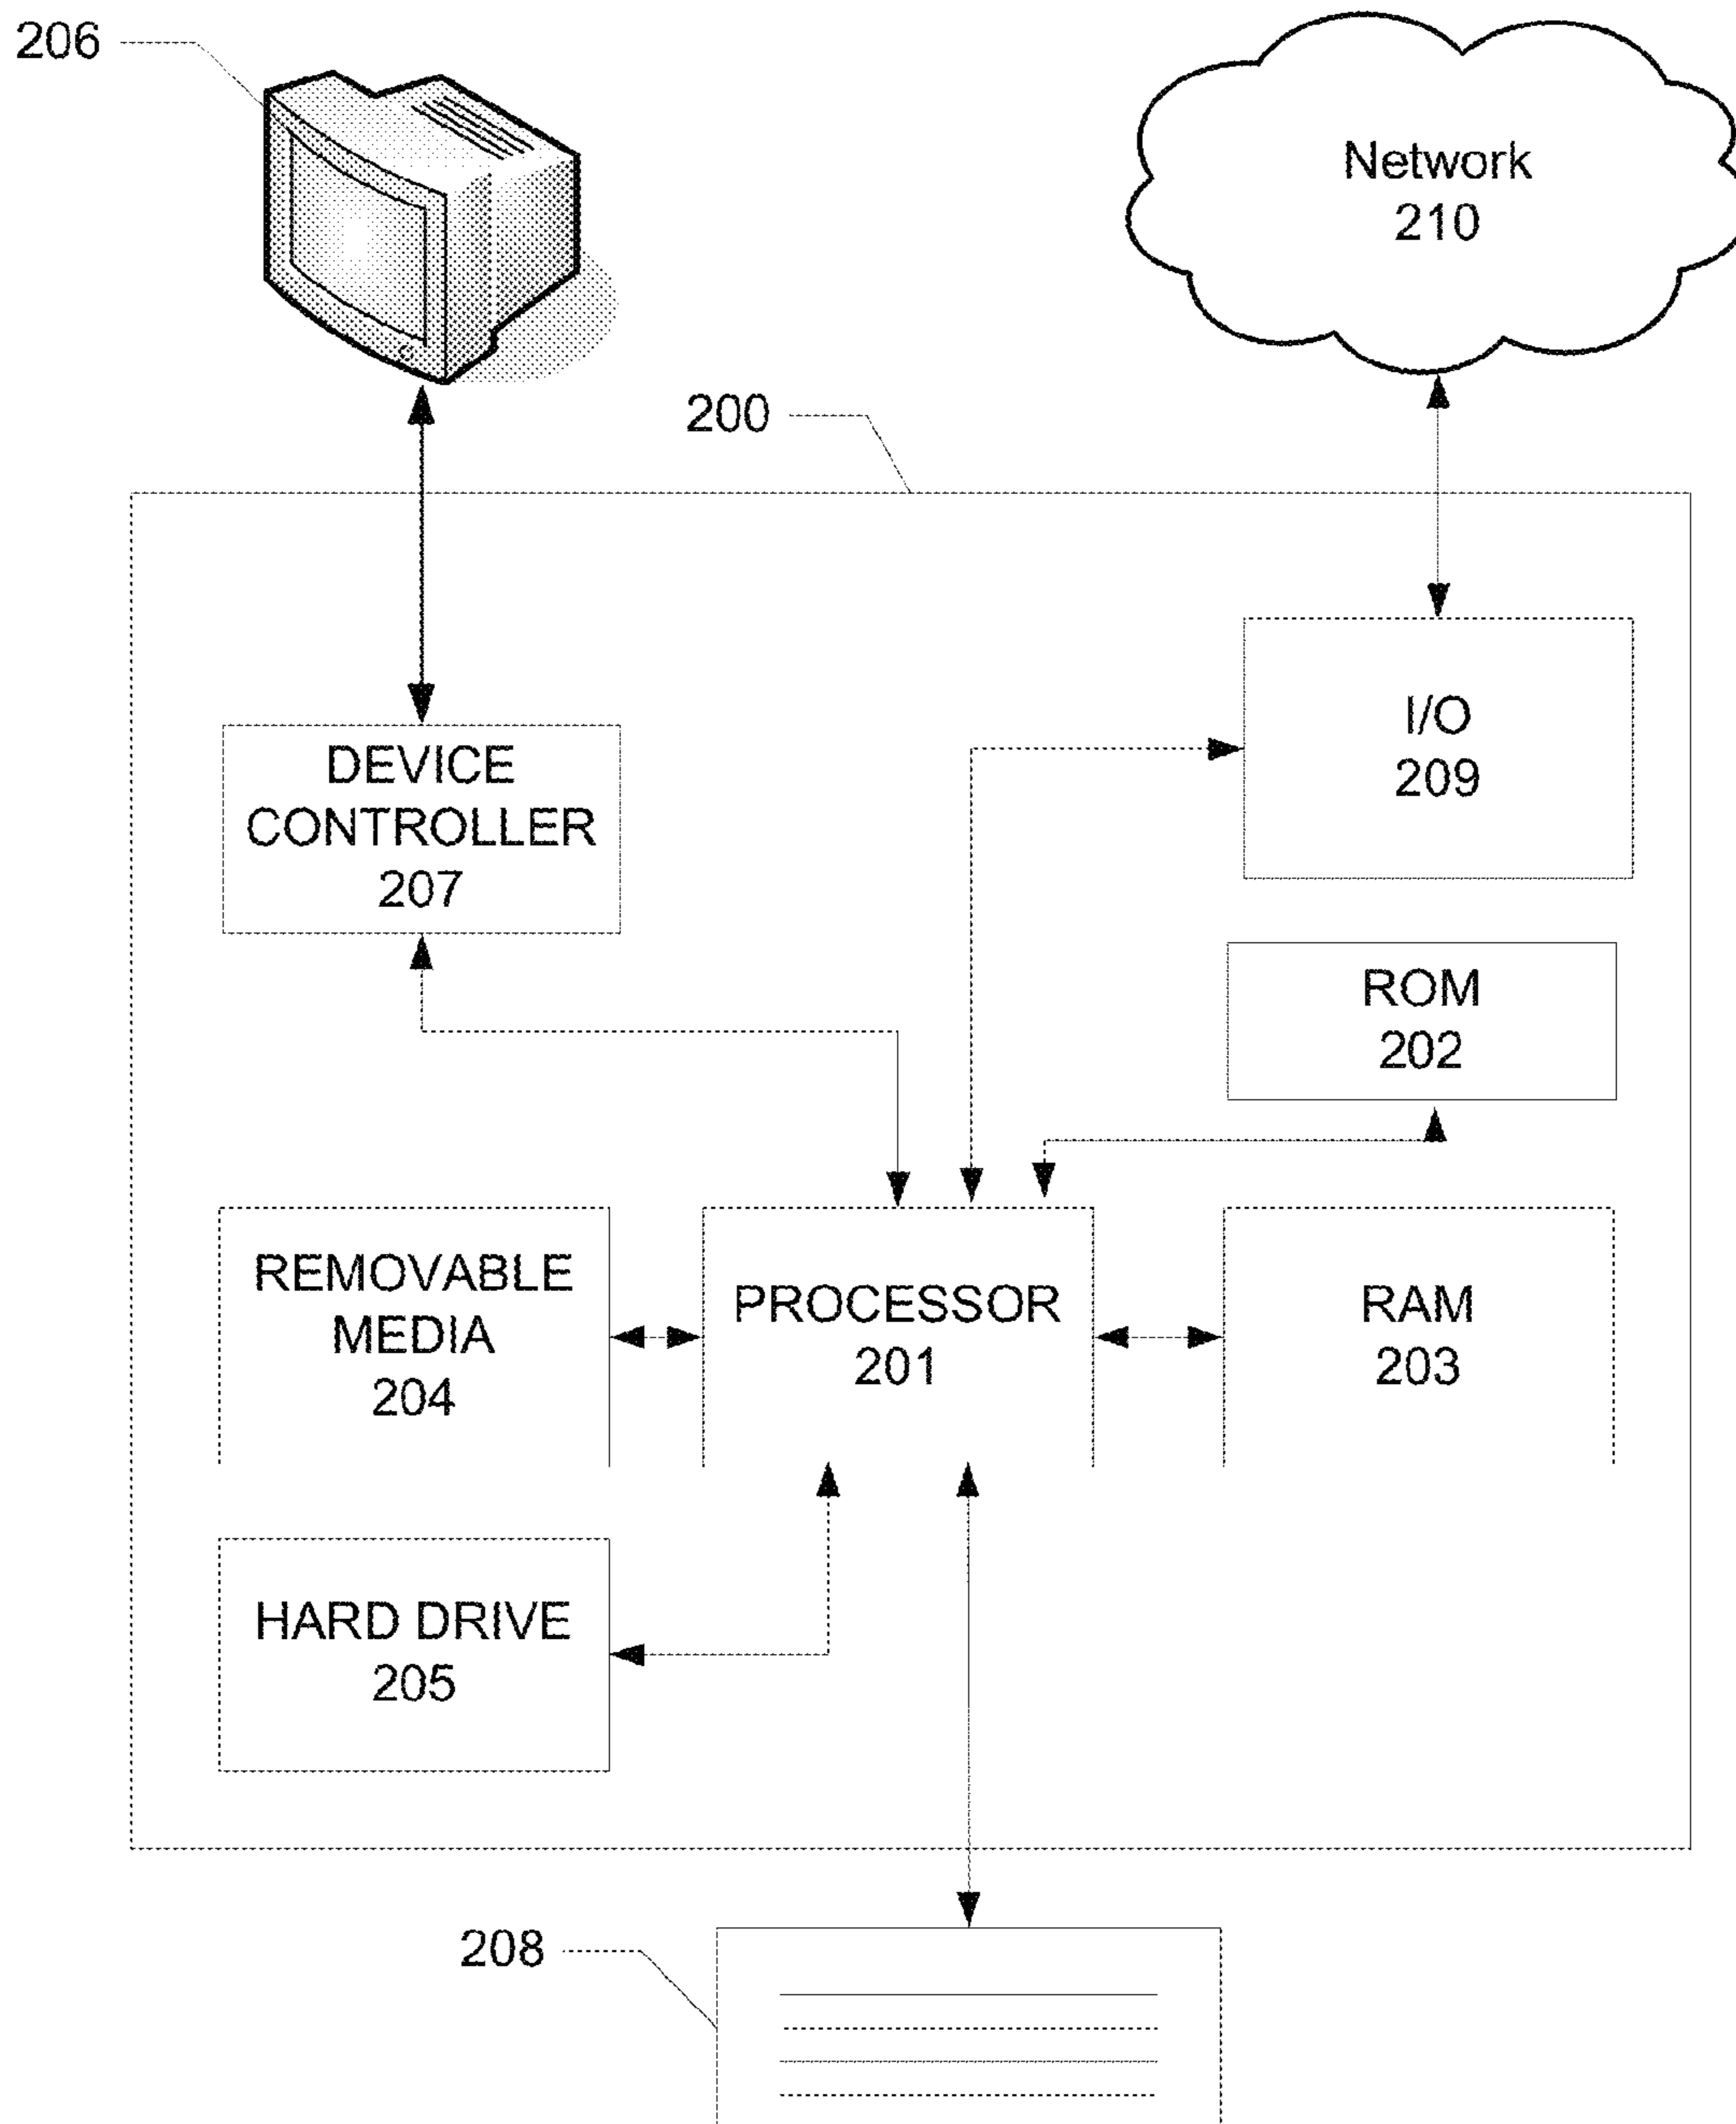 206
Network
210
200
I/O
209
DEVICE
CONTROLLER
207
ROM
202
REMOVABLE
MEDIA
204
PROCESSOR
201
RAM
203
HARD DRIVE
205
208